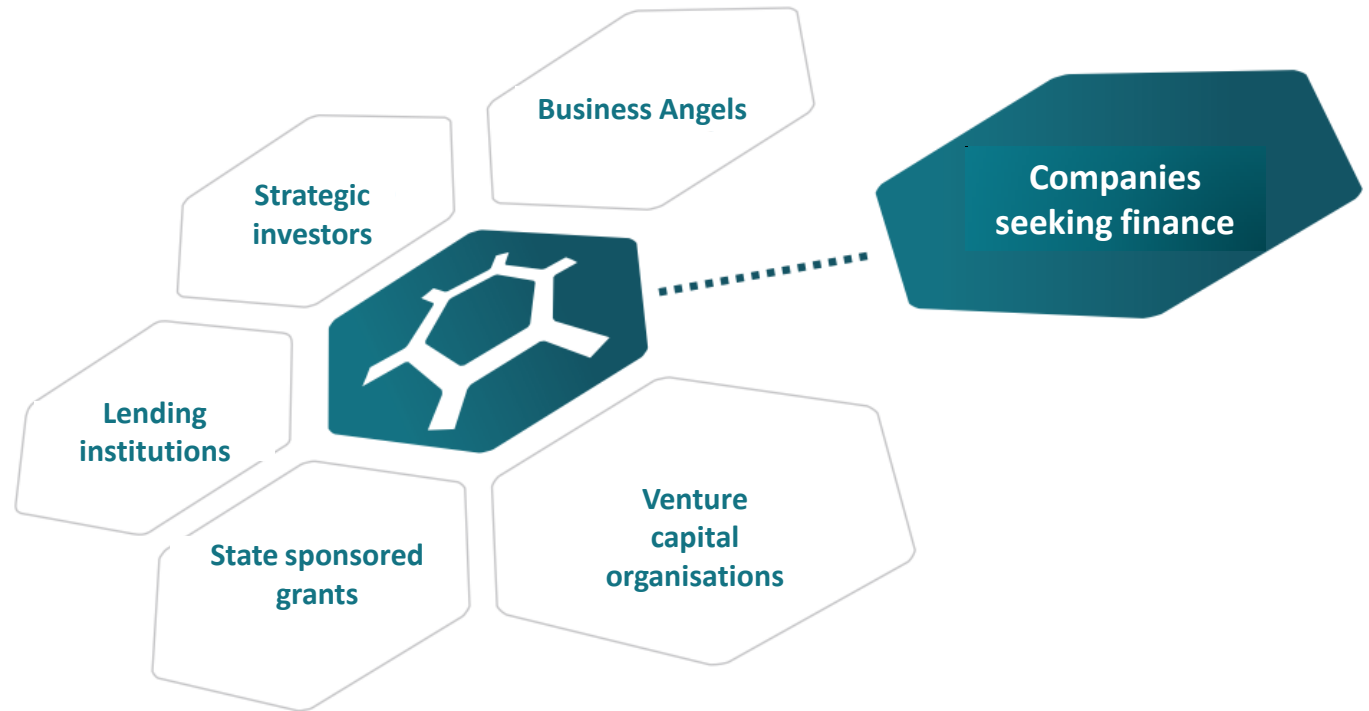 Business Angels
Strategic
investors
Companies
seeking finance
Lending
institutions
State sponsored
grants
Venture
capital
organisations